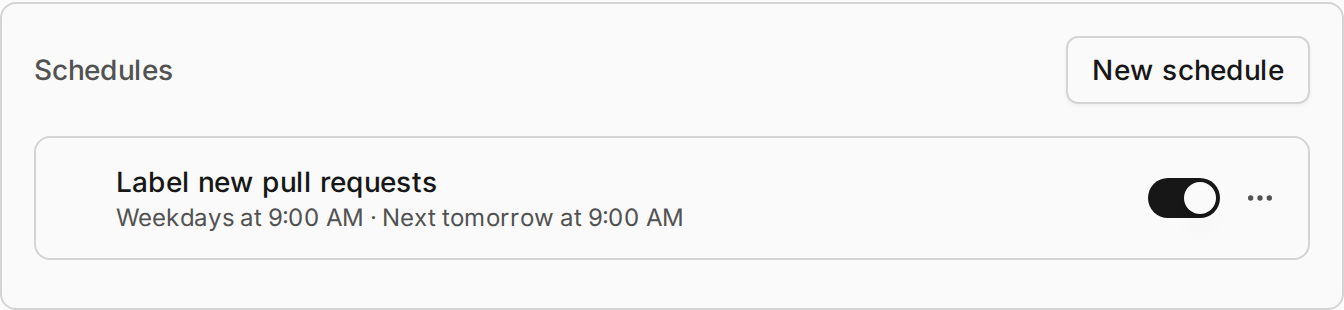 Schedules
New schedule
Label new pull requests
Weekdays at 9:00 AM · Next tomorrow at 9:00 AM